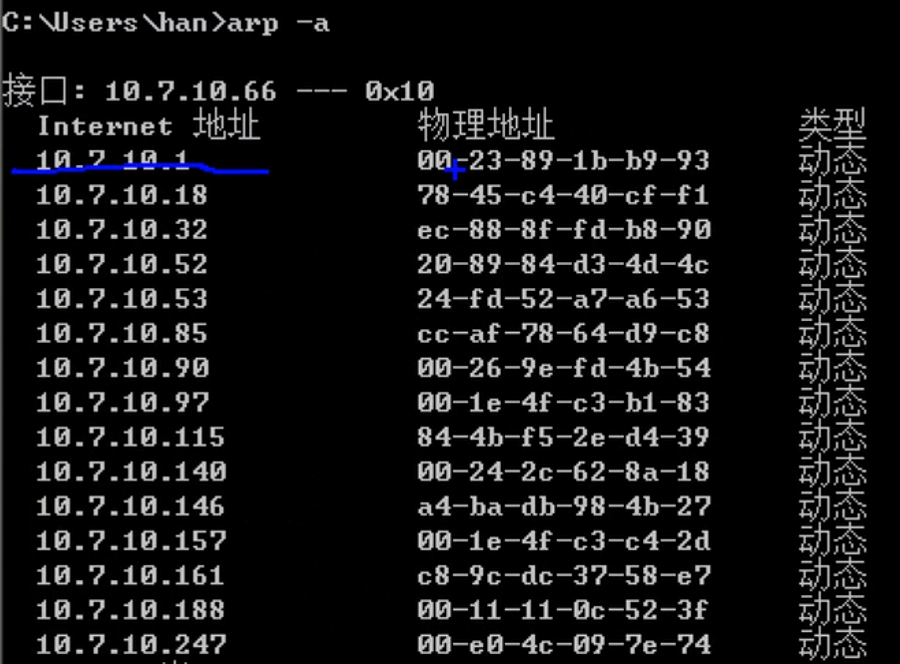 C:\Users\han>arp -a
接口: 10.7.10.66 --- 0x10
Internet 地址 物理地址 类型
10.7.10.1 00-23-89-1b-b9-93 动态
10.7.10.18 78-45-c4-40-cf-f1 动态
10.7.10.32 ec-88-8f-fd-b8-90 动态
10.7.10.52 20-89-84-d3-4d-4c 动态
10.7.10.53 24-fd-52-a7-a6-53 动态
10.7.10.85 cc-af-78-64-d9-c8 动态
10.7.10.90 00-26-9e-fd-4b-54 动态
10.7.10.97 00-1e-4f-c3-b1-83 动态
10.7.10.115 84-4b-f5-2e-d4-39 动态
10.7.10.140 00-24-2c-62-8a-18 动态
10.7.10.146 a4-ba-db-98-4b-27 动态
10.7.10.157 00-1e-4f-c3-c4-2d 动态
10.7.10.161 c8-9c-dc-37-58-e7 动态
10.7.10.188 00-11-11-0c-52-3f 动态
10.7.10.247 00-e0-4c-09-7e-74 动态